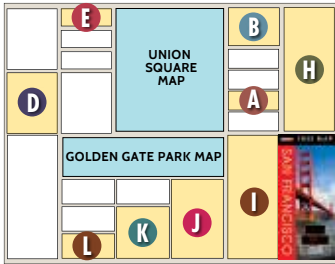 E
B
UNION
SQUARE
MAP
H
D
A
GOLDEN GATE PARK MAP
SAN FRANCISCO
I
J
K
L